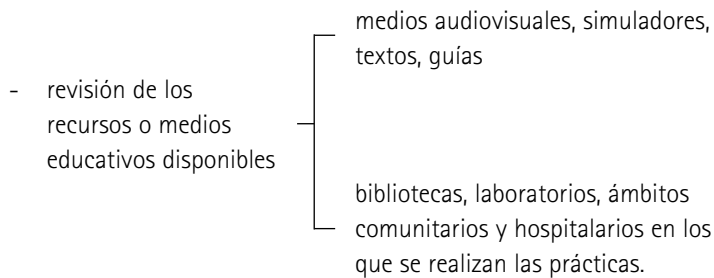 - revisión de los
recursos o medios
educativos disponibles
medios audiovisuales, simuladores,
textos, guías
bibliotecas, laboratorios, ámbitos
comunitarios y hospitalarios en los
que se realizan las prácticas.